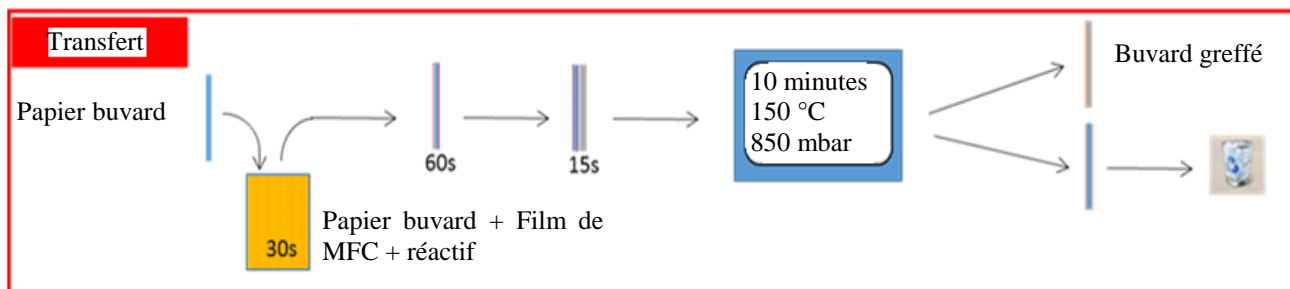 Transfert
Papier buvard
30s
Papier buvard + Film de
MFC + réactif
60s
15s
10 minutes
150 °C
850 mbar
Buvard greffé